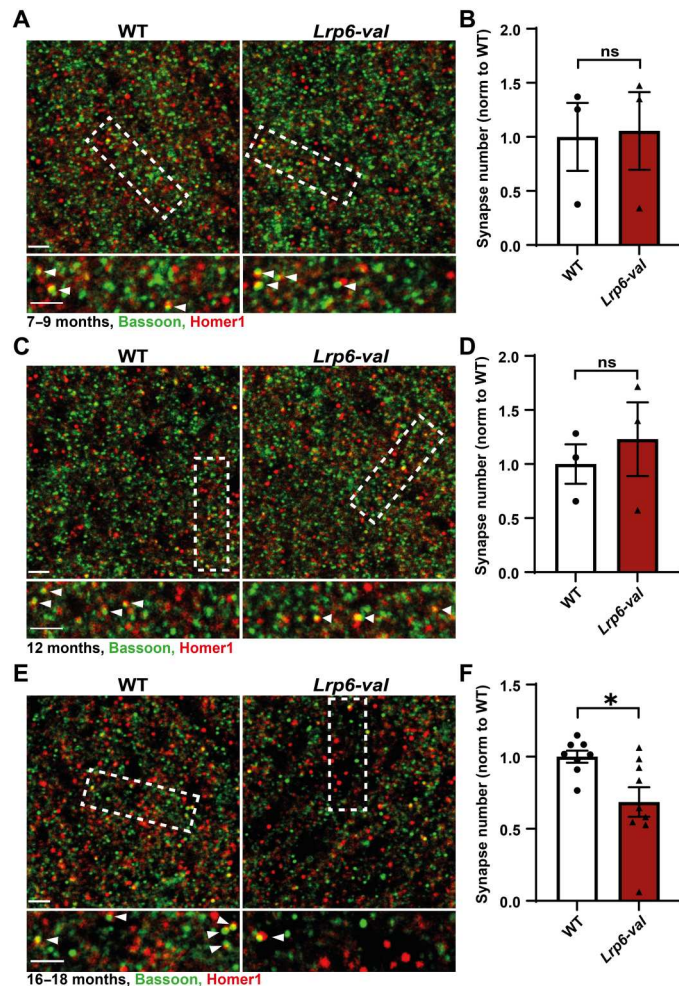 A
WT
Lrp6-val
7–9 months, Bassoon, Homer1
B
Synapse number (norm to WT)
2.0
1.5
1.0
0.5
0.0
ns
WT
Lrp6-val
C
WT
Lrp6-val
12 months, Bassoon, Homer1
D
Synapse number (norm to WT)
2.0
1.5
1.0
0.5
0.0
ns
WT
Lrp6-val
E
WT
Lrp6-val
16–18 months, Bassoon, Homer1
F
Synapse number (norm to WT)
1.5
1.0
0.5
0.0
*
WT
Lrp6-val